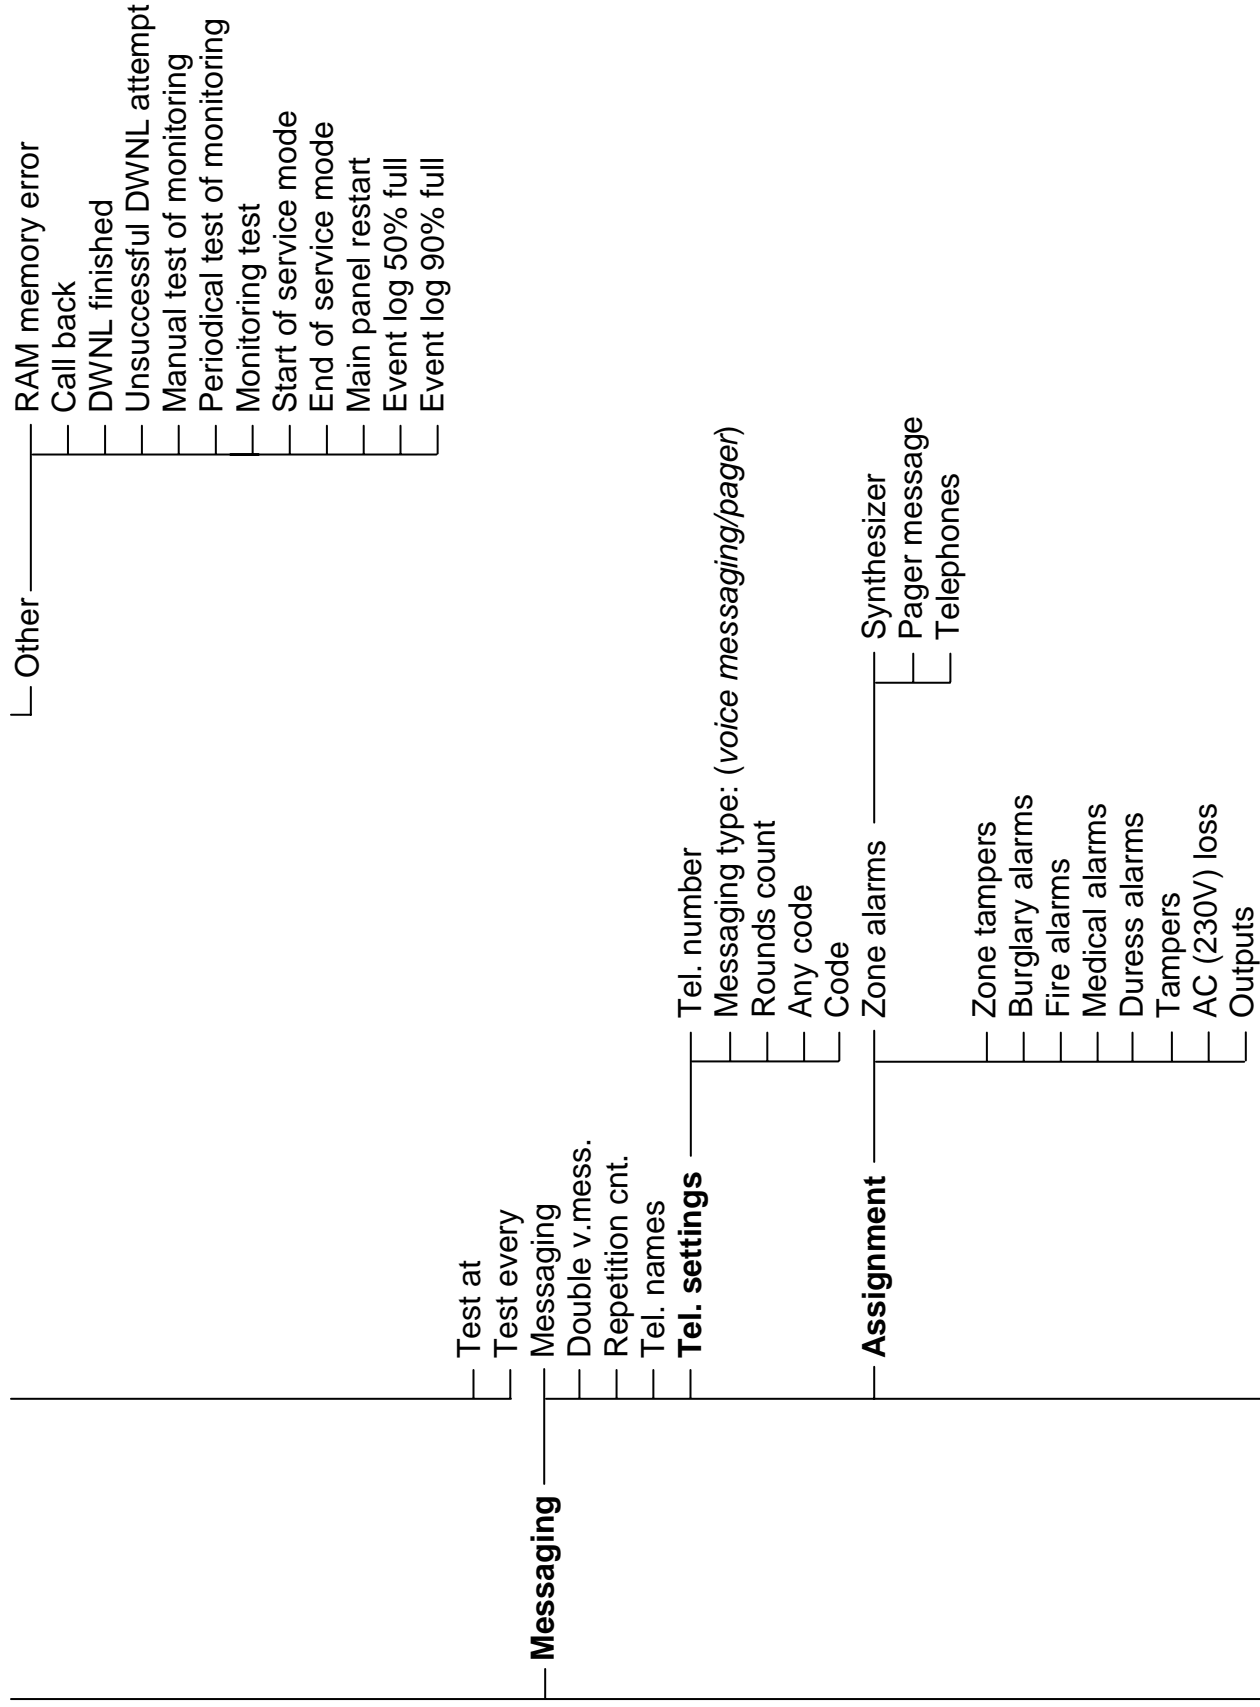 Other
RAM memory error
Call back
DWNL finished
Unsuccessful DWNL attempt
Manual test of monitoring
Periodical test of monitoring
Monitoring test
Start of service mode
End of service mode
Main panel restart
Event log 50% full
Event log 90% full
Test at
Test every
Messaging
Messaging
Double v.mess.
Repetition cnt.
Tel. names
Tel. settings
Tel. number
Messaging type: (voice messaging/pager)
Rounds count
Any code
Code
Assignment
Zone alarms
Synthesizer
Pager message
Telephones
Zone tampers
Burglary alarms
Fire alarms
Medical alarms
Duress alarms
Tampers
AC (230V) loss
Outputs